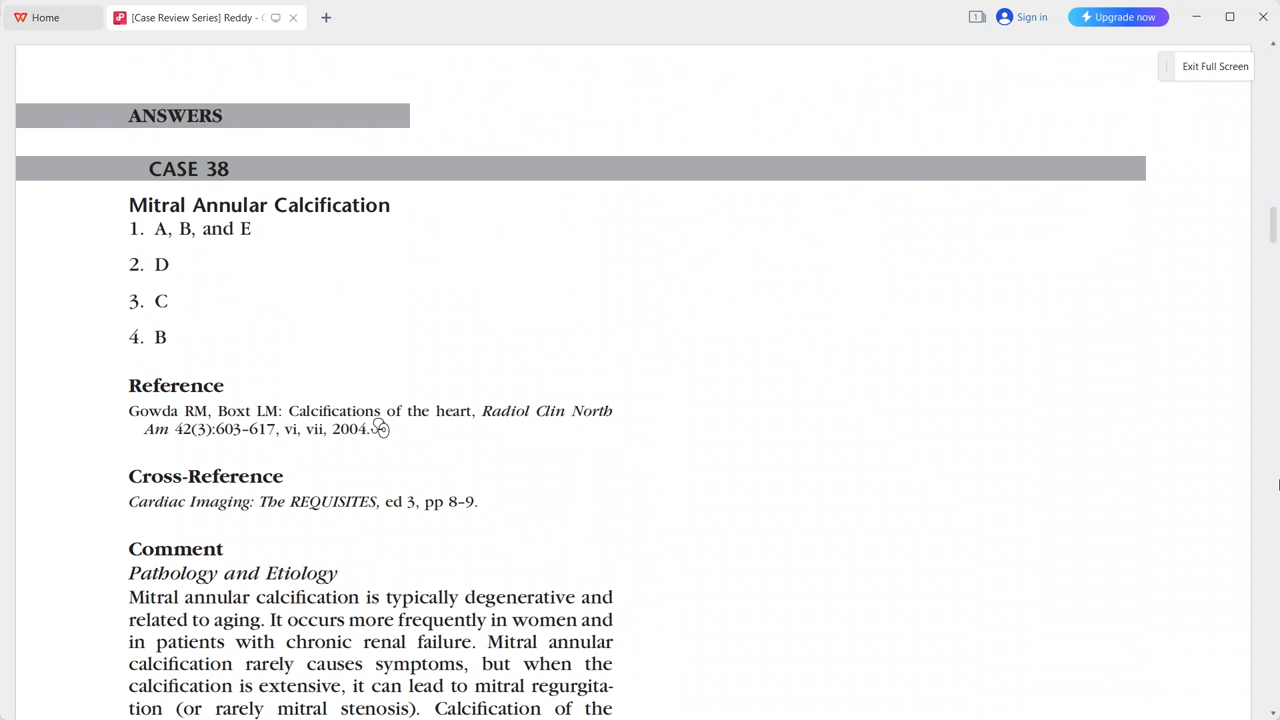 Home
[Case Review Series] Reddy - C
1
Sign in
Upgrade now
Exit Full Screen
ANSWERS
CASE 38
Mitral Annular Calcification
1. A, B, and E
2. D
3. C
4. B
Reference
Gowda RM, Boxt LM: Calcifications of the heart, Radiol Clin North
Am 42(3):603–617, vi, vii, 2004.
Cross-Reference
Cardiac Imaging: The REQUISITES, ed 3, pp 8–9.
Comment
Pathology and Etiology
Mitral annular calcification is typically degenerative and
related to aging. It occurs more frequently in women and
in patients with chronic renal failure. Mitral annular
calcification rarely causes symptoms, but when the
calcification is extensive, it can lead to mitral regurgita-
tion (or rarely mitral stenosis). Calcification of the